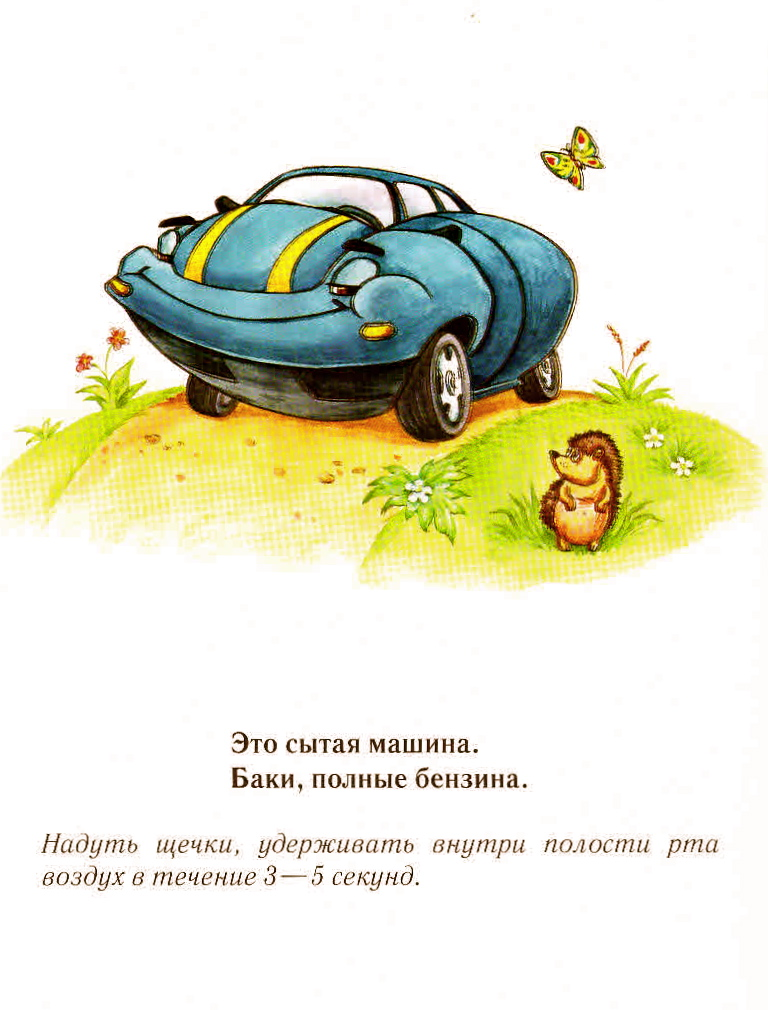 Это сытая машина.
Баки, полные бензина.
Надуть щечки, удерживать внутри полости рта
воздух в течение 3—5 секунд.